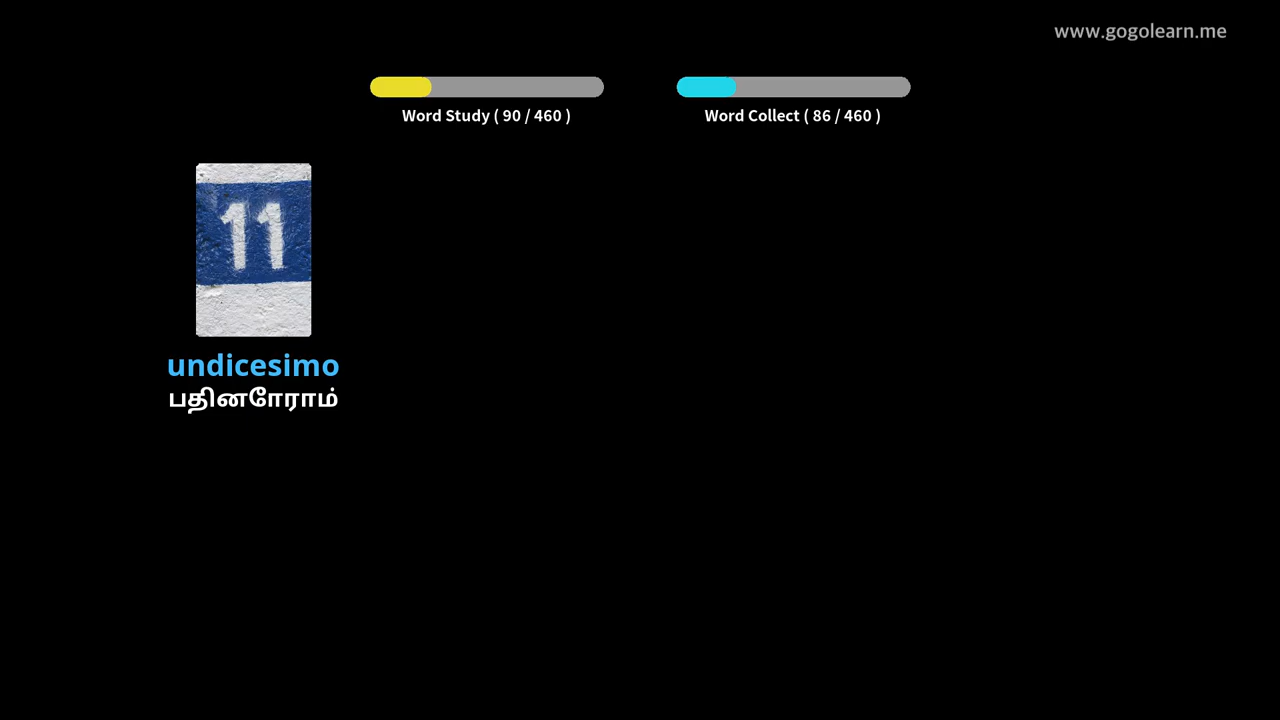 www.gogolearn.me
Word Study ( 90 / 460 )
Word Collect ( 86 / 460 )
11
undicesimo
பதினோராம்